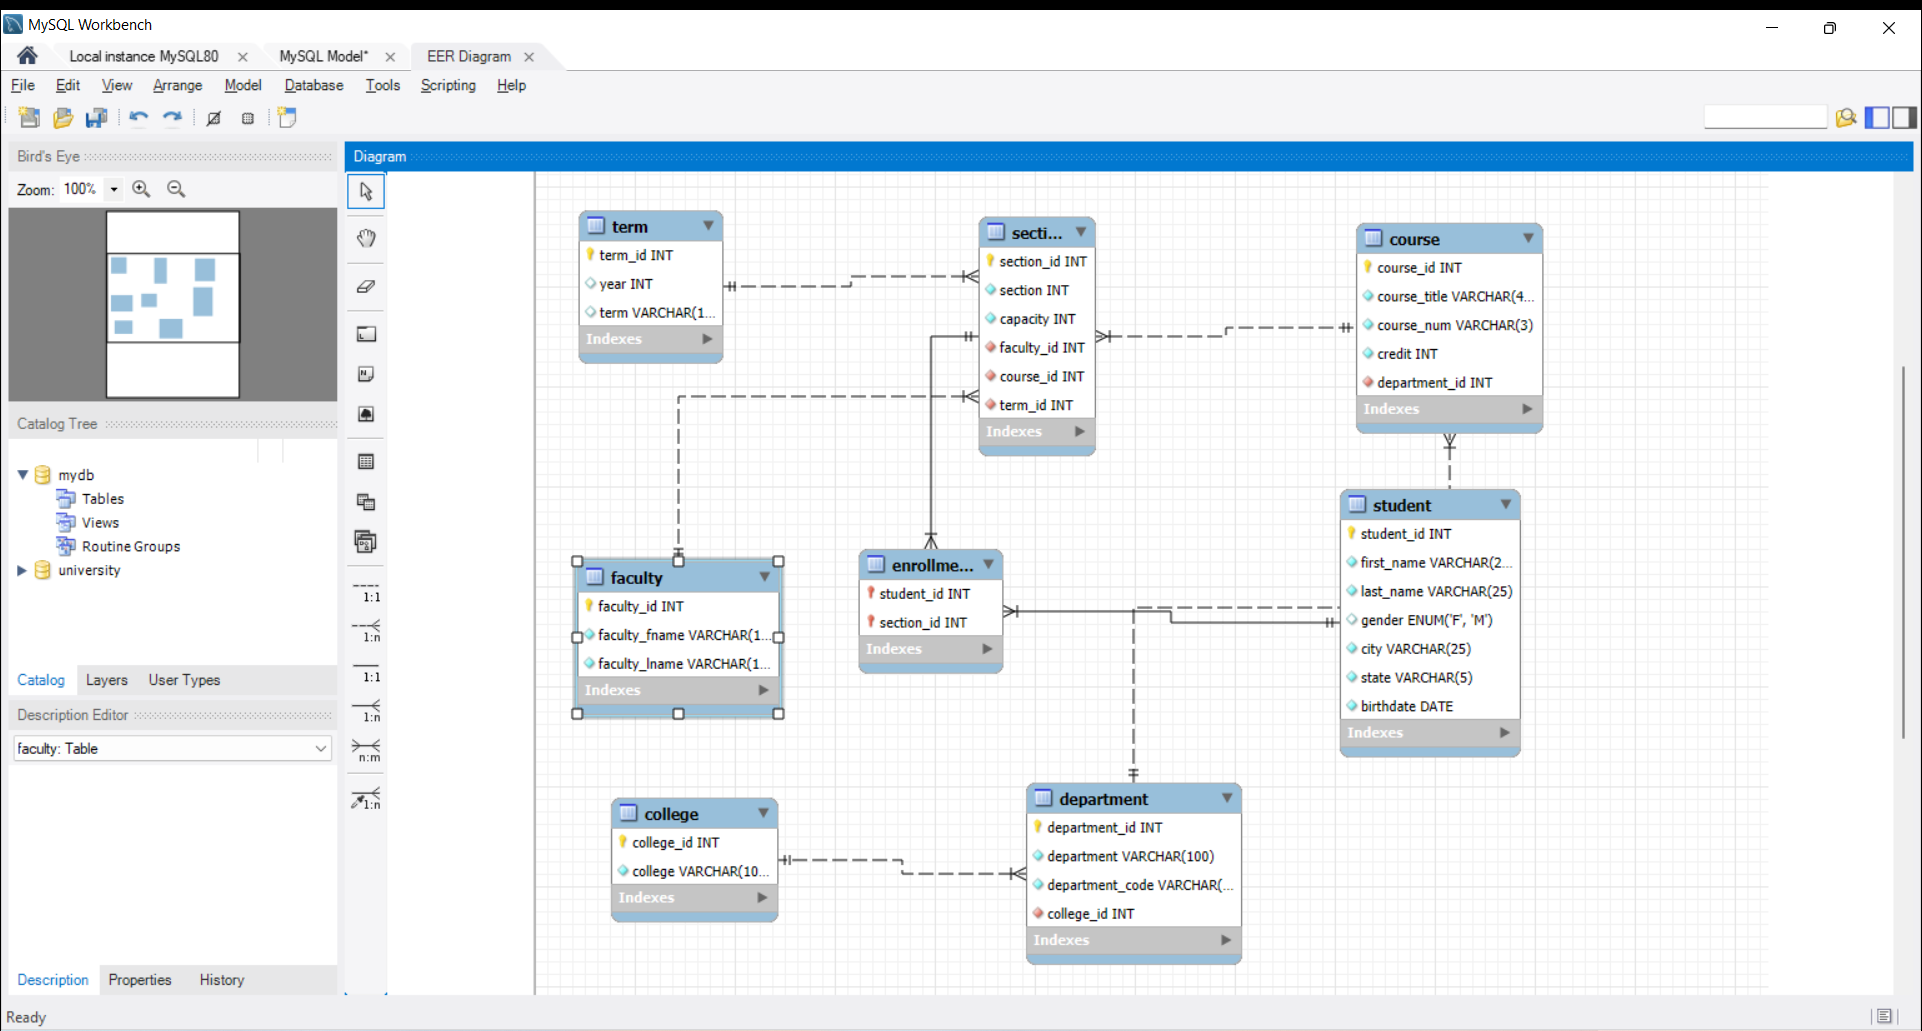 MySQL Workbench
Local instance MySQL80
MySQL Model*
EER Diagram
File Edit View Arrange Model Database Tools Scripting Help
Bird's Eye
Zoom: 100%
Catalog Tree
mydb
Tables
Views
Routine Groups
university
Catalog Layers User Types
Description Editor
faculty: Table
Description Properties History
Ready
Diagram
N
1:1
1:n
1:1
1:n
n:m
1:n
term
term_id INT
year INT
term VARCHAR(1...
Indexes
secti...
section_id INT
section INT
capacity INT
faculty_id INT
course_id INT
term_id INT
Indexes
course
course_id INT
course_title VARCHAR(4...
course_num VARCHAR(3)
credit INT
department_id INT
Indexes
faculty
faculty_id INT
faculty_fname VARCHAR(1...
faculty_lname VARCHAR(1...
Indexes
enrollme...
student_id INT
section_id INT
Indexes
student
student_id INT
first_name VARCHAR(2...
last_name VARCHAR(25)
gender ENUM('F', 'M')
city VARCHAR(25)
state VARCHAR(5)
birthdate DATE
Indexes
college
college_id INT
college VARCHAR(10...
Indexes
department
department_id INT
department VARCHAR(100)
department_code VARCHAR(...
college_id INT
Indexes